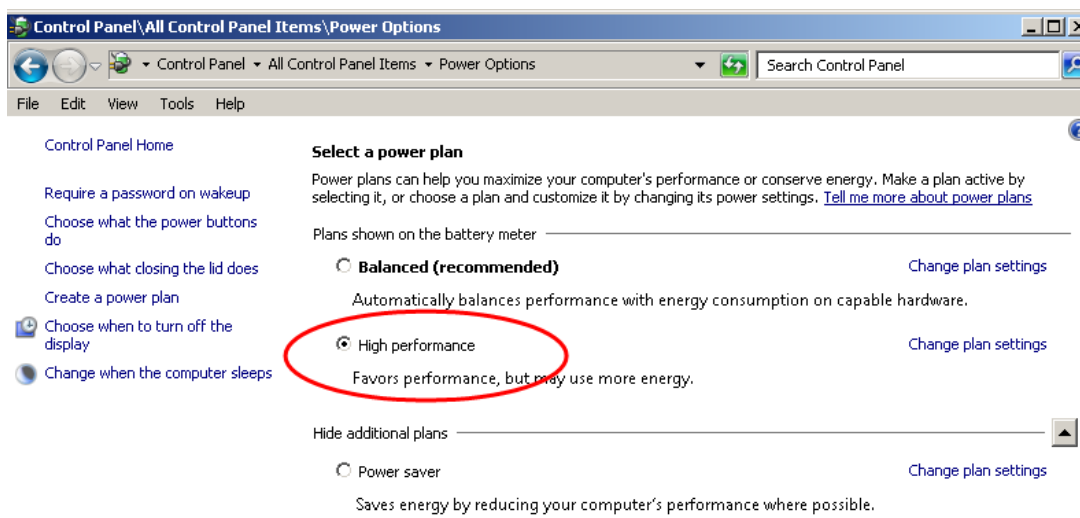 Control Panel\All Control Panel Items\Power Options
Control Panel All Control Panel Items Power Options Search Control Panel
File Edit View Tools Help
Control Panel Home
Require a password on wakeup
Choose what the power buttons
do
Choose what closing the lid does
Create a power plan
Choose when to turn off the
display
Change when the computer sleeps
Select a power plan
Power plans can help you maximize your computer's performance or conserve energy. Make a plan active by
selecting it, or choose a plan and customize it by changing its power settings. Tell me more about power plans
Plans shown on the battery meter
Balanced (recommended) Change plan settings
Automatically balances performance with energy consumption on capable hardware.
High performance Change plan settings
Favors performance, but may use more energy.
Hide additional plans
Power saver Change plan settings
Saves energy by reducing your computer's performance where possible.